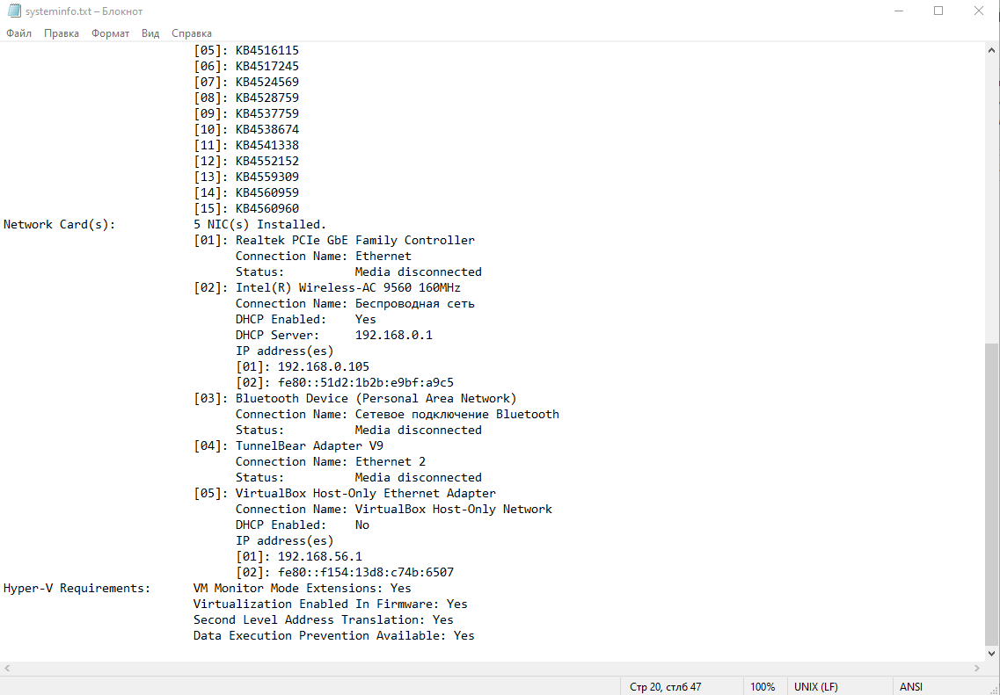 systeminfo.txt – Блокнот
Файл Правка Формат Вид Справка
[05]: KB4516115
[06]: KB4517245
[07]: KB4524569
[08]: KB4528759
[09]: KB4537759
[10]: KB4538674
[11]: KB4541338
[12]: KB4552152
[13]: KB4559309
[14]: KB4560959
[15]: KB4560960
Network Card(s): 5 NIC(s) Installed.
[01]: Realtek PCIe GbE Family Controller
Connection Name: Ethernet
Status: Media disconnected
[02]: Intel(R) Wireless-AC 9560 160MHz
Connection Name: Беспроводная сеть
DHCP Enabled: Yes
DHCP Server: 192.168.0.1
IP address(es)
[01]: 192.168.0.105
[02]: fe80::51d2:1b2b:e9bf:a9c5
[03]: Bluetooth Device (Personal Area Network)
Connection Name: Сетевое подключение Bluetooth
Status: Media disconnected
[04]: TunnelBear Adapter V9
Connection Name: Ethernet 2
Status: Media disconnected
[05]: VirtualBox Host-Only Ethernet Adapter
Connection Name: VirtualBox Host-Only Network
DHCP Enabled: No
IP address(es)
[01]: 192.168.56.1
[02]: fe80::f154:13d8:c74b:6507
Hyper-V Requirements: VM Monitor Mode Extensions: Yes
Virtualization Enabled In Firmware: Yes
Second Level Address Translation: Yes
Data Execution Prevention Available: Yes
Стр 20, стлб 47 100% UNIX (LF) ANSI